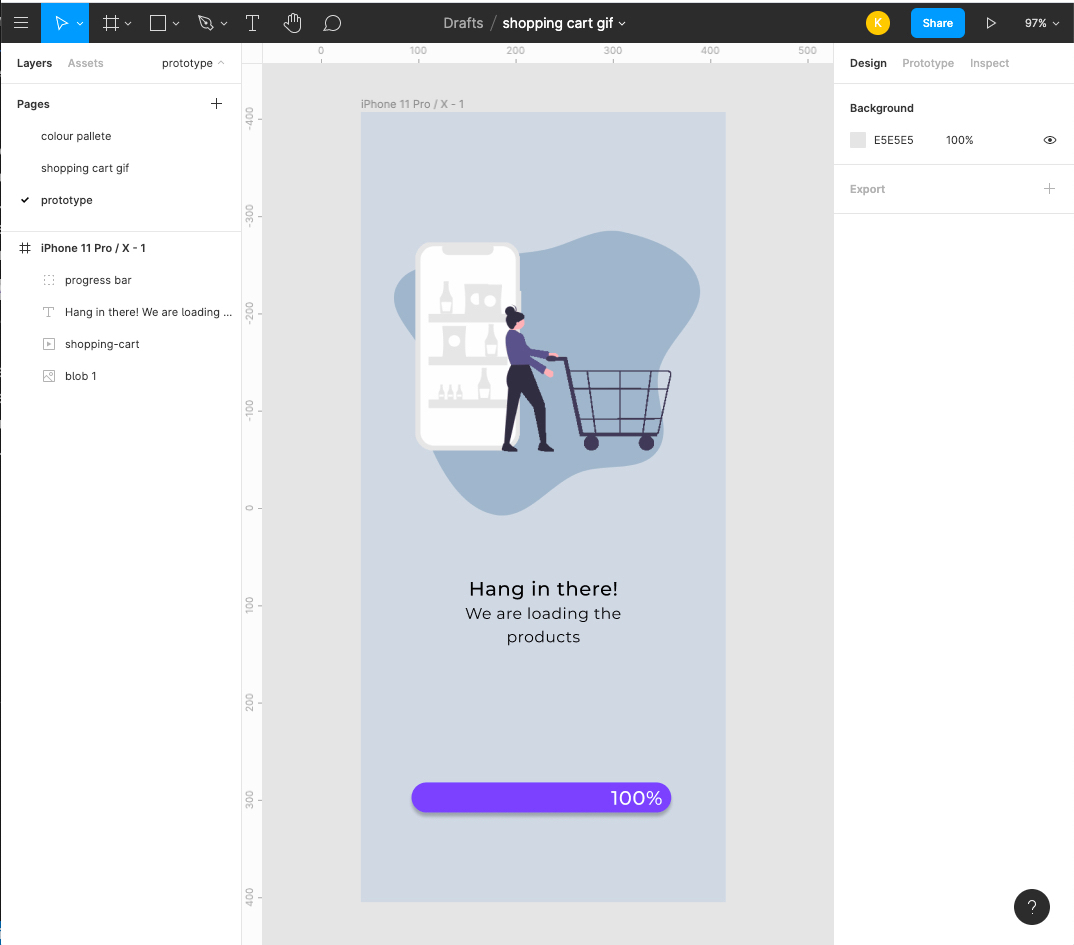 Drafts / shopping cart gif
K
Share
97%
Layers
Assets
prototype
Pages
colour pallete
shopping cart gif
prototype
iPhone 11 Pro / X - 1
progress bar
Hang in there! We are loading ...
shopping-cart
blob 1
0
100
200
300
400
500
-400
-300
-200
-100
0
100
200
300
400
iPhone 11 Pro / X - 1
Hang in there!
We are loading the
products
100%
Design
Prototype
Inspect
Background
E5E5E5
100%
Export
?